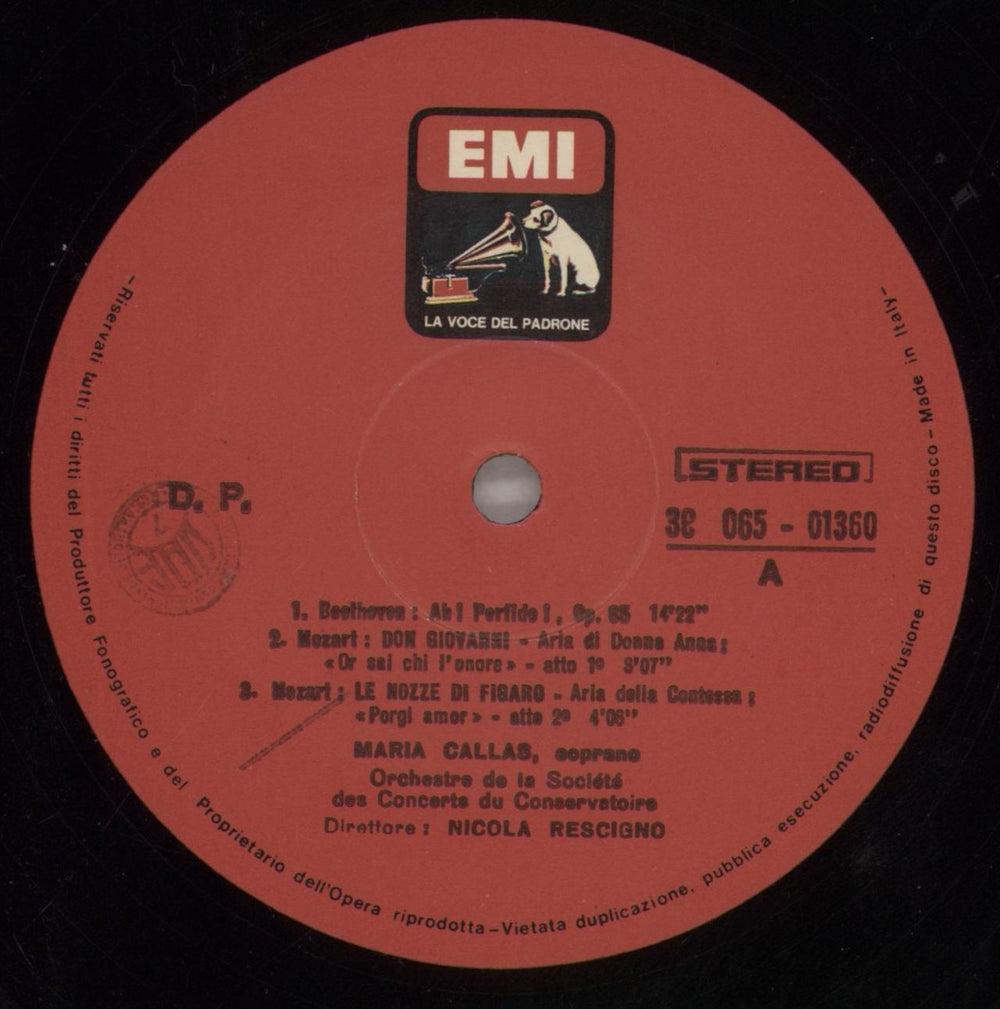 EMI
LA VOCE DEL PADRONE
STEREO
D. P.
3C 065 - 01360
A
1. Beethoven : Ah ! Perfido ! , Op. 65 14'22"
2. Mozart : DON GIOVANNI - Aria di Donna Anna ;
«Or sai chi l'onore» - atto 1º 3'07"
3. Mozart : LE NOZZE DI FIGARO - Aria della Contessa ;
«Porgi amor» - atto 2º 4'06"
MARIA CALLAS, soprano
Orchestre de la Société
des Concerts du Conservatoire
Direttore : NICOLA RESCIGNO
–Riservati tutti i diritti del Produttore Fonografico e del Proprietario dell'Opera riprodotta–Vietata duplicazione, pubblica esecuzione, radiodiffusione di questo disco–Made in Italy–